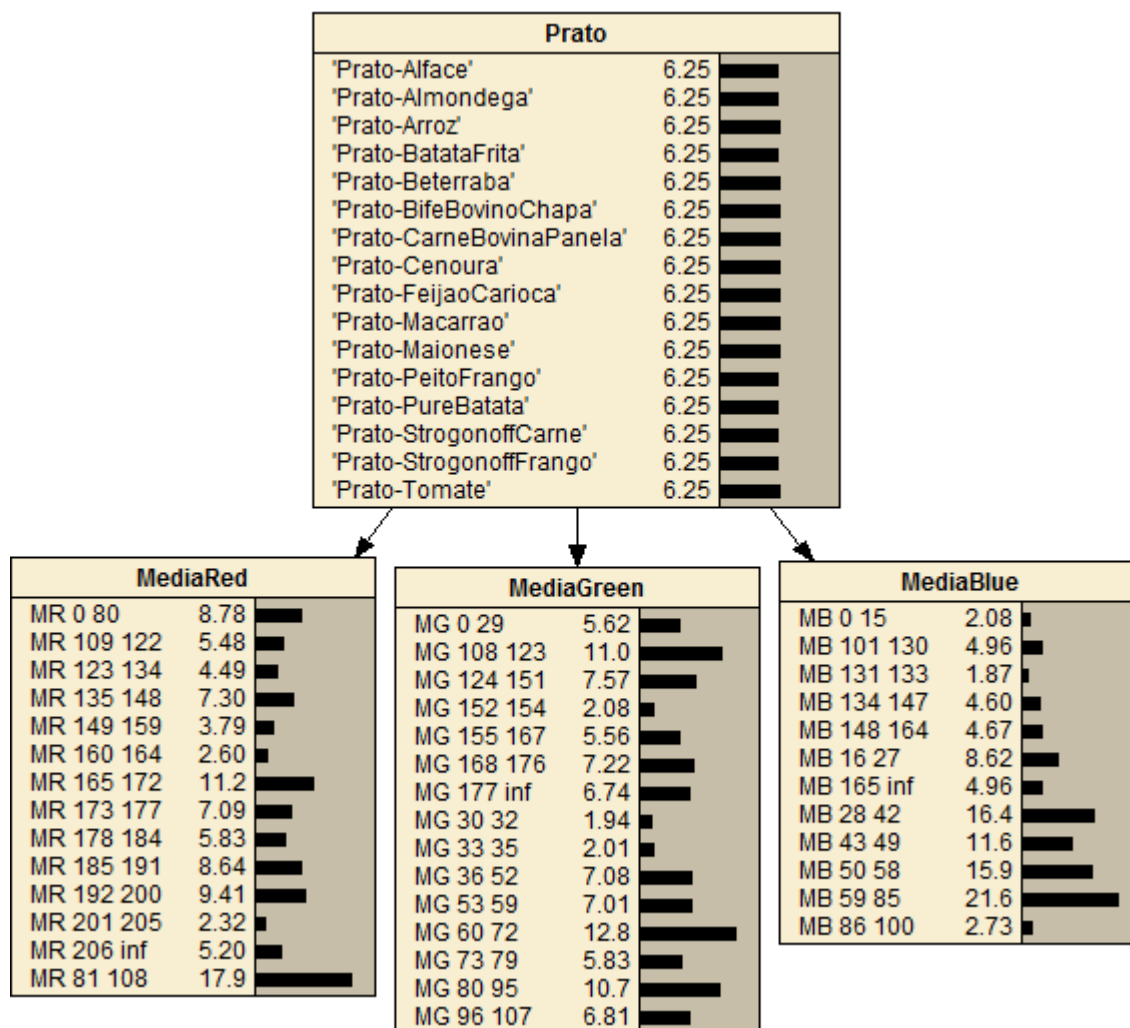 Prato
'Prato-Alface' 6.25
'Prato-Almondega' 6.25
'Prato-Arroz' 6.25
'Prato-BatataFrita' 6.25
'Prato-Beterraba' 6.25
'Prato-BifeBovinoChapa' 6.25
'Prato-CarneBovinaPanela' 6.25
'Prato-Cenoura' 6.25
'Prato-FeijaoCarioca' 6.25
'Prato-Macarrao' 6.25
'Prato-Maionese' 6.25
'Prato-PeitoFrango' 6.25
'Prato-PureBatata' 6.25
'Prato-StrogonoffCarne' 6.25
'Prato-StrogonoffFrango' 6.25
'Prato-Tomate' 6.25
MediaRed
MR 0 80 8.78
MR 109 122 5.48
MR 123 134 4.49
MR 135 148 7.30
MR 149 159 3.79
MR 160 164 2.60
MR 165 172 11.2
MR 173 177 7.09
MR 178 184 5.83
MR 185 191 8.64
MR 192 200 9.41
MR 201 205 2.32
MR 206 inf 5.20
MR 81 108 17.9
MediaGreen
MG 0 29 5.62
MG 108 123 11.0
MG 124 151 7.57
MG 152 154 2.08
MG 155 167 5.56
MG 168 176 7.22
MG 177 inf 6.74
MG 30 32 1.94
MG 33 35 2.01
MG 36 52 7.08
MG 53 59 7.01
MG 60 72 12.8
MG 73 79 5.83
MG 80 95 10.7
MG 96 107 6.81
MediaBlue
MB 0 15 2.08
MB 101 130 4.96
MB 131 133 1.87
MB 134 147 4.60
MB 148 164 4.67
MB 16 27 8.62
MB 165 inf 4.96
MB 28 42 16.4
MB 43 49 11.6
MB 50 58 15.9
MB 59 85 21.6
MB 86 100 2.73